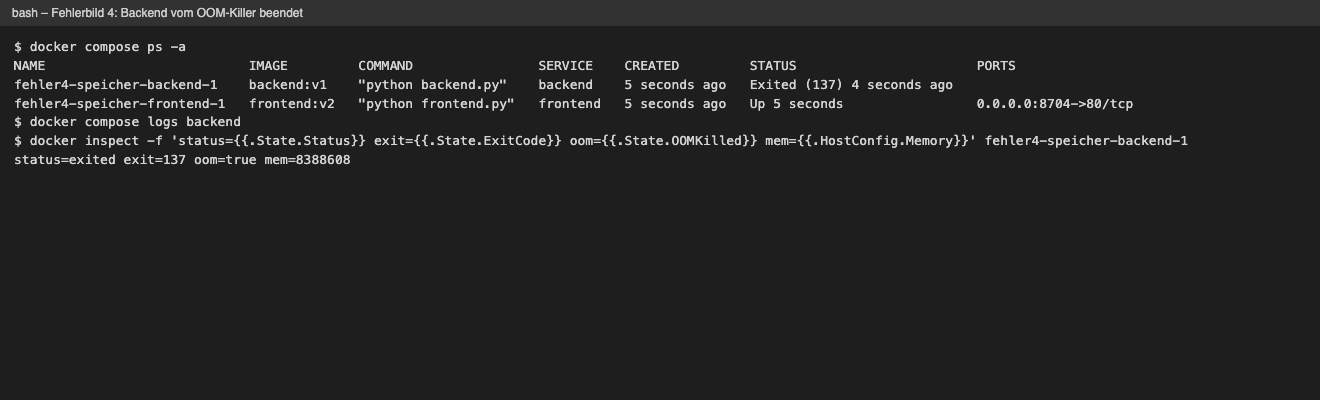 bash – Fehlerbild 4: Backend vom OOM-Killer beendet
$ docker compose ps -a
NAME IMAGE COMMAND SERVICE CREATED STATUS PORTS
fehler4-speicher-backend-1 backend:v1 "python backend.py" backend 5 seconds ago Exited (137) 4 seconds ago
fehler4-speicher-frontend-1 frontend:v2 "python frontend.py" frontend 5 seconds ago Up 5 seconds 0.0.0.0:8704->80/tcp
$ docker compose logs backend
$ docker inspect -f 'status={{.State.Status}} exit={{.State.ExitCode}} oom={{.State.OOMKilled}} mem={{.HostConfig.Memory}}' fehler4-speicher-backend-1
status=exited exit=137 oom=true mem=8388608